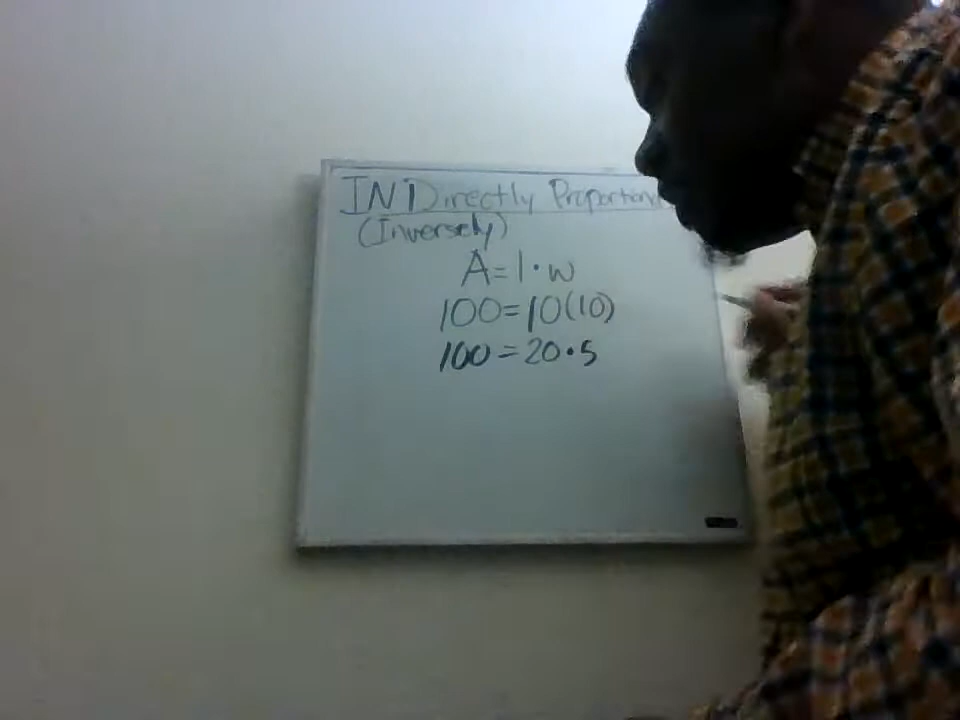 INDirectly Proportional
(Inversely)
A=l·w
100=10(10)
100=20·5